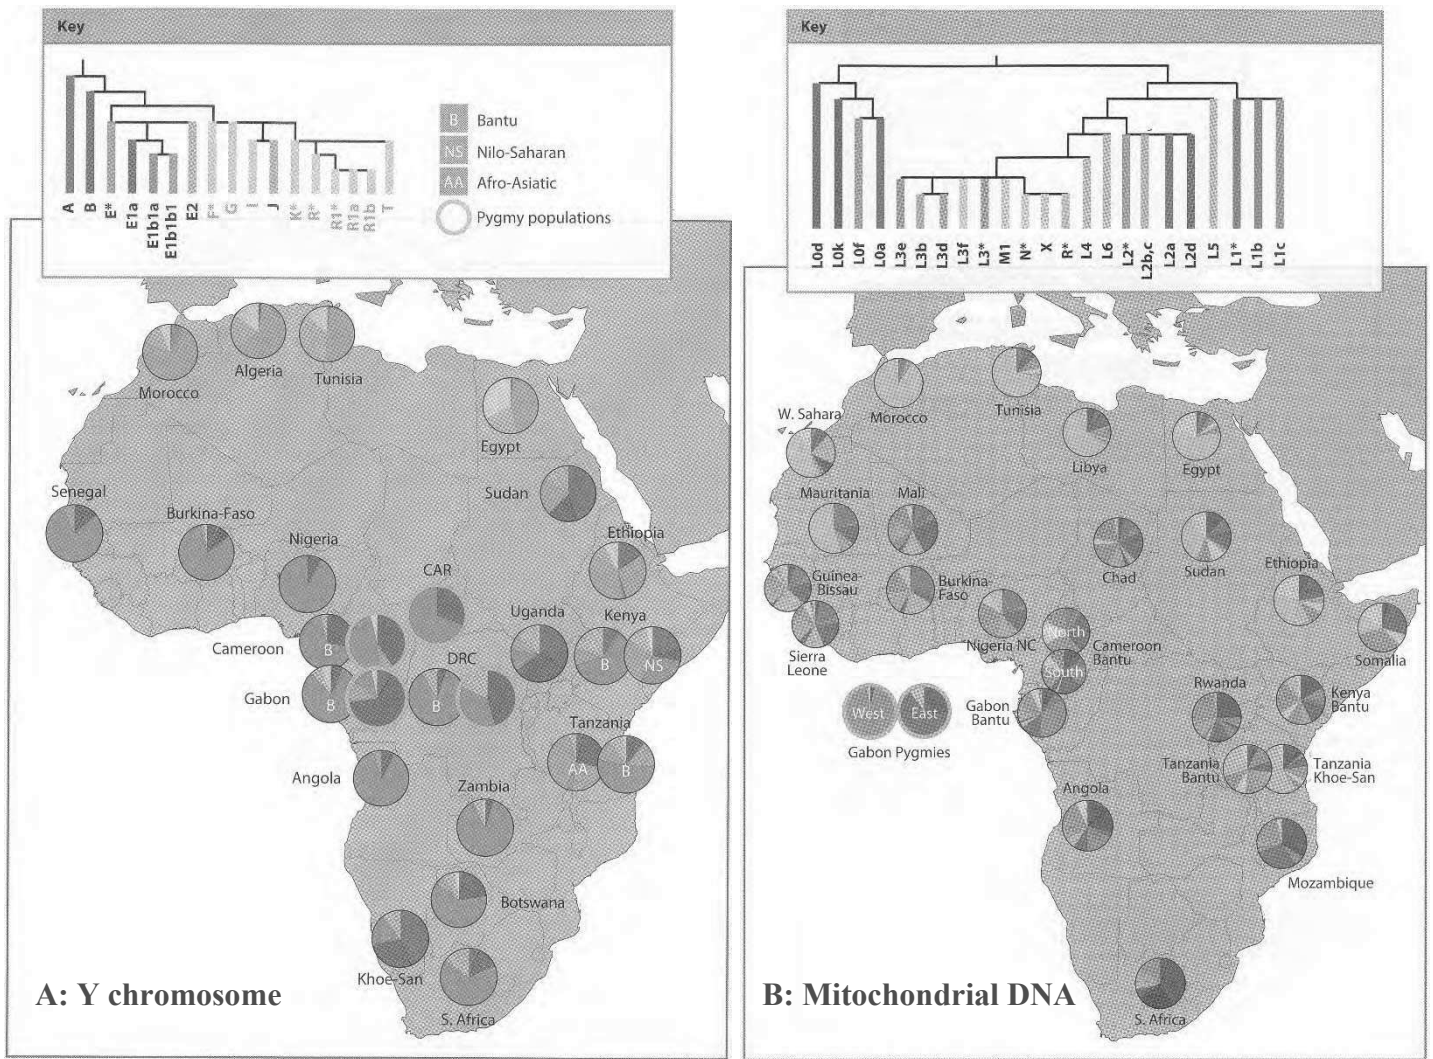 Key
A
B
E*
E1a
E1b1a
E1b1b1
E2
F*
G
I
J
K*
R*
R1*
R1a
R1b
T
B Bantu
NS Nilo-Saharan
AA Afro-Asiatic
Pygmy populations
Morocco
Algeria
Tunisia
Egypt
Sudan
Senegal
Burkina-Faso
Nigeria
Ethiopia
CAR
Uganda
Kenya
Cameroon
B
B
NS
DRC
Gabon
B
B
Tanzania
AA
B
Angola
Zambia
Botswana
Khoe-San
S. Africa
A: Y chromosome
Key
L0d
L0k
L0f
L0a
L3e
L3b
L3d
L3f
L3*
M1
N*
X
R*
L4
L6
L2*
L2b,c
L2a
L2d
L5
L1*
L1b
L1c
Morocco
Tunisia
W. Sahara
Libya
Egypt
Mauritania
Mali
Chad
Sudan
Ethiopia
Guinea-
Bissau
Burkina-
Faso
Sierra
Leone
Nigeria NC
North
Cameroon
Bantu
South
Somalia
Rwanda
Kenya
Bantu
West
East
Gabon Pygmies
Gabon
Bantu
Tanzania
Bantu
Tanzania
Khoe-San
Angola
Mozambique
S. Africa
B: Mitochondrial DNA